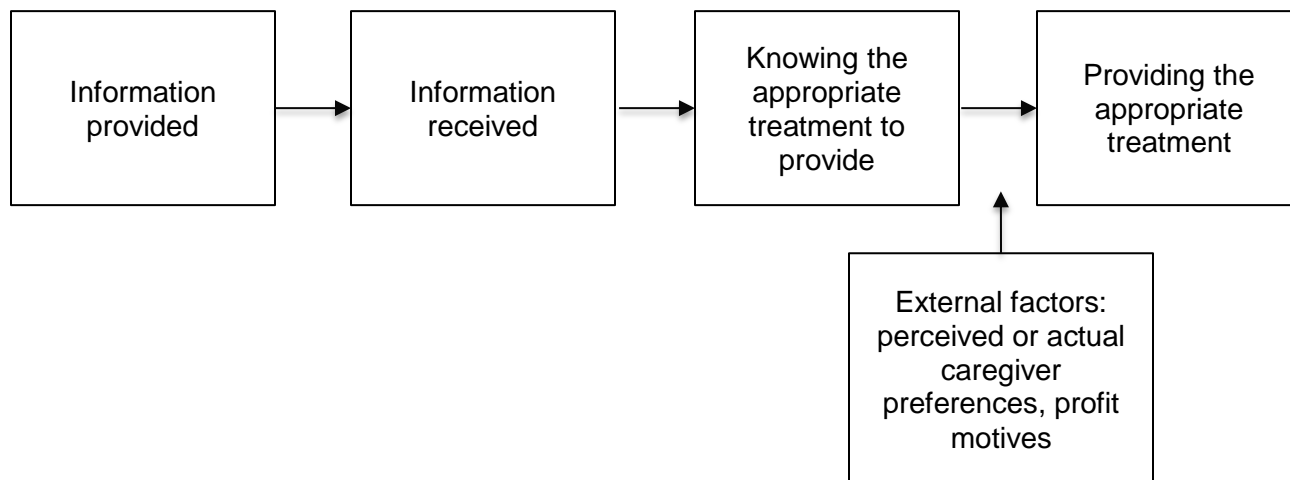 Information
provided
Information
received
Knowing the
appropriate
treatment to
provide
Providing the
appropriate
treatment
External factors:
perceived or actual
caregiver
preferences, profit
motives